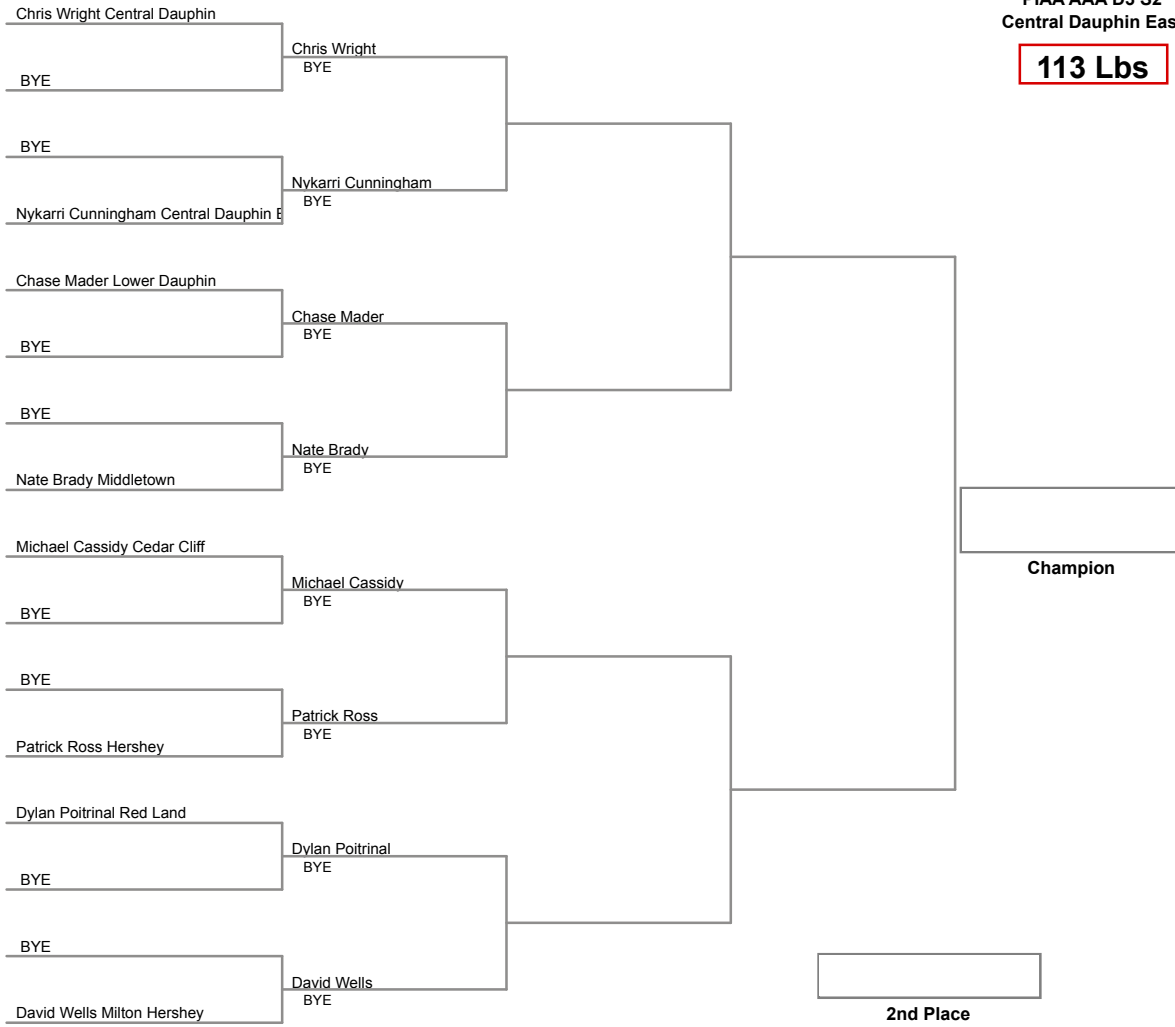 PIAA AAA D3 S2
Central Dauphin Eas
113 Lbs
Chris Wright Central Dauphin
BYE
BYE
Nykarri Cunningham Central Dauphin E
Chase Mader Lower Dauphin
BYE
BYE
Nate Brady Middletown
Michael Cassidy Cedar Cliff
BYE
BYE
Patrick Ross Hershey
Dylan Poitrinal Red Land
BYE
BYE
David Wells Milton Hershey
Chris Wright
BYE
Nykarri Cunningham
BYE
Chase Mader
BYE
Nate Brady
BYE
Michael Cassidy
BYE
Patrick Ross
BYE
Dylan Poitrinal
BYE
David Wells
BYE
Champion
2nd Place